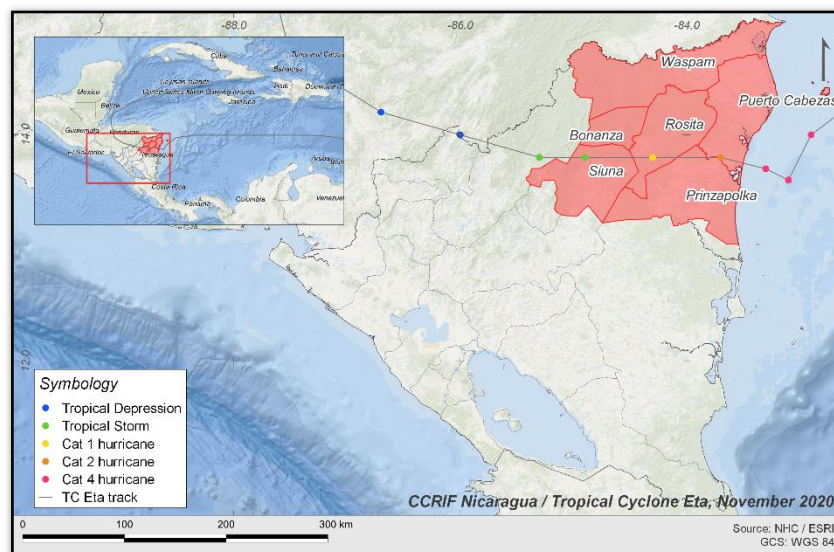 -88.0
-86.0
-84.0
14.0
12.0
Cuba
Mexico
Cayman Islands
Jamaica
Belize
Guatemala
Honduras
El Salvador
Nicaragua
Costa Rica
Panama
Colombia
Venezuela
Waspam
Puerto Cabezas
Bonanza
Rosita
Siuna
Prinzapolka
Symbology
Tropical Depression
Tropical Storm
Cat 1 hurricane
Cat 2 hurricane
Cat 4 hurricane
TC Eta track
CCRIF Nicaragua / Tropical Cyclone Eta, November 2020
0 100 200 300 km
Source: NHC / ESRI
GCS: WGS 84